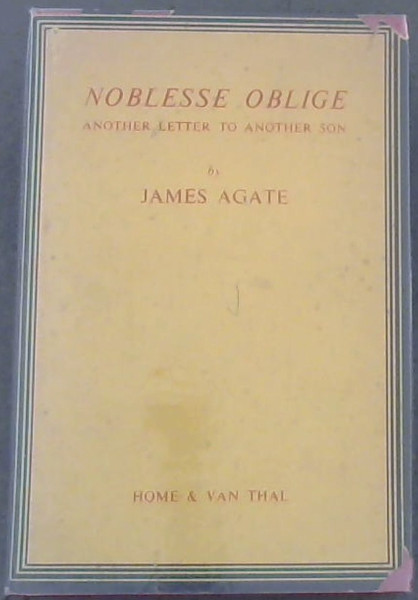 NOBLESSE OBLIGE
ANOTHER LETTER TO ANOTHER SON
by
JAMES AGATE
HOME & VAN THAL